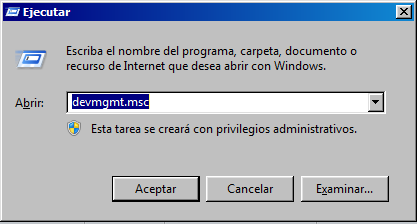 Ejecutar
Escriba el nombre del programa, carpeta, documento o
recurso de Internet que desea abrir con Windows.
Abrir: devmgmt.msc
Esta tarea se creará con privilegios administrativos.
Aceptar Cancelar Examinar...